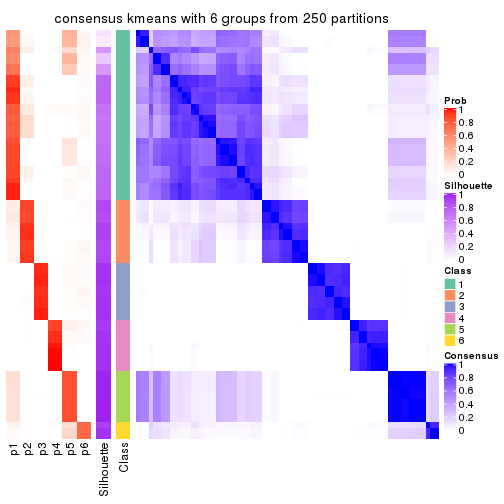 consensus kmeans with 6 groups from 250 partitions
Prob
1
0.8
0.6
0.4
0.2
0
Silhouette
1
0.8
0.6
0.4
0.2
0
Class
1
2
3
4
5
6
Consensus
1
0.8
0.6
0.4
0.2
0
p1
p2
p3
p4
p5
p6
Silhouette
Class